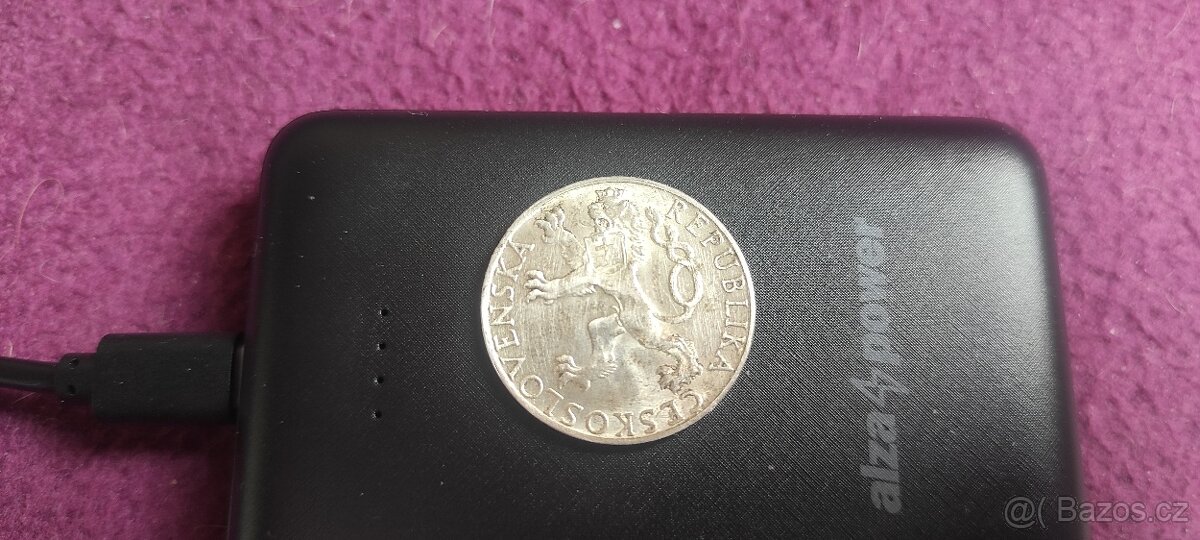 REPUBLIKA ČESKOSLOVENSKÁ
alza power
@( Bazos.cz